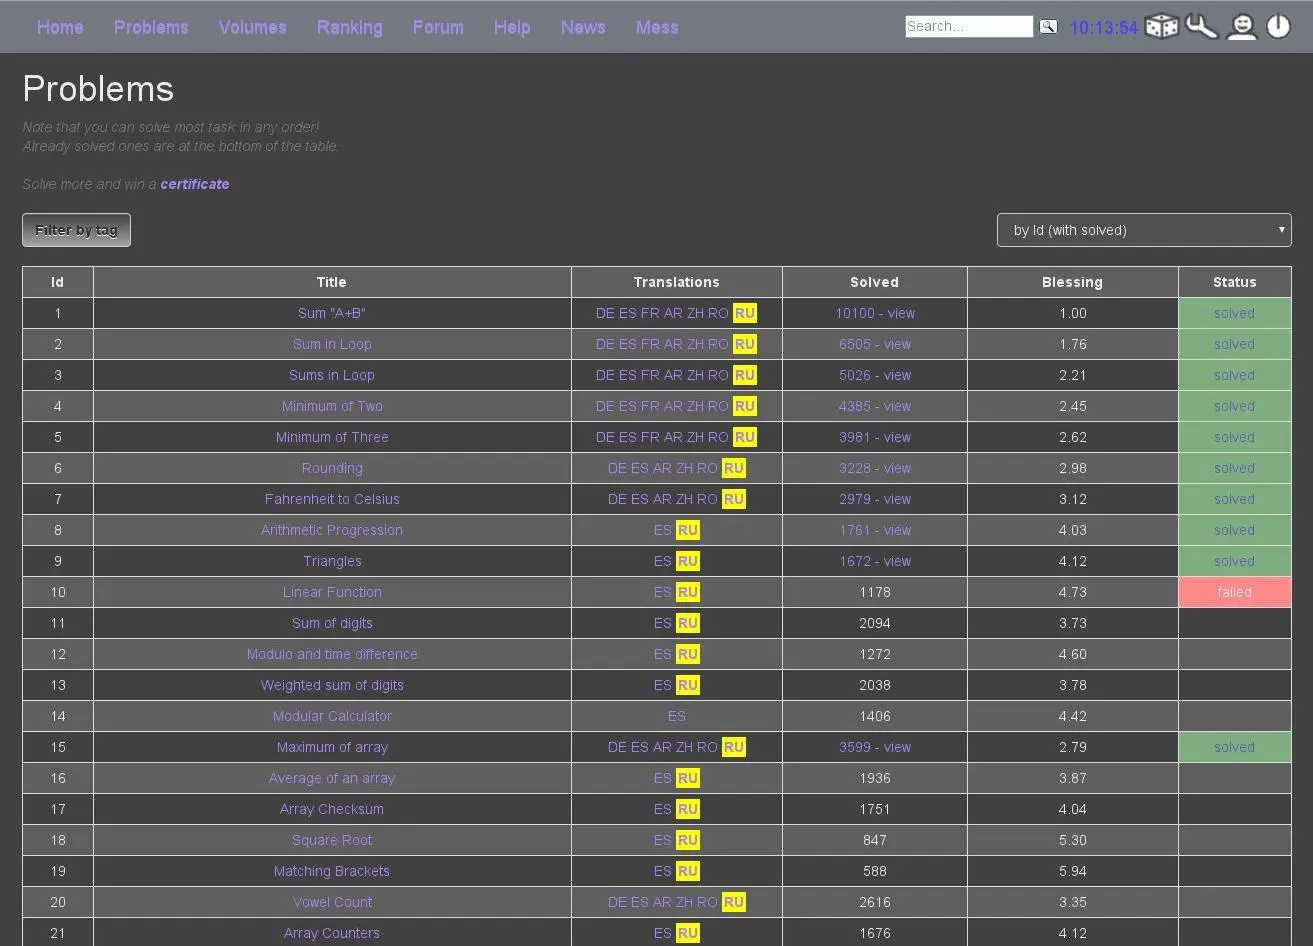 Home Problems Volumes Ranking Forum Help News Mess Search... 10:13:54
Problems
Note that you can solve most task in any order!
Already solved ones are at the bottom of the table.
Solve more and win a certificate
Filter by tag by Id (with solved)
Id Title Translations Solved Blessing Status
1 Sum "A+B" DE ES FR AR ZH RO RU 10100 - view 1.00 solved
2 Sum in Loop DE ES FR AR ZH RO RU 6505 - view 1.76 solved
3 Sums in Loop DE ES FR AR ZH RO RU 5026 - view 2.21 solved
4 Minimum of Two DE ES FR AR ZH RO RU 4385 - view 2.45 solved
5 Minimum of Three DE ES FR AR ZH RO RU 3981 - view 2.62 solved
6 Rounding DE ES AR ZH RO RU 3228 - view 2.98 solved
7 Fahrenheit to Celsius DE ES AR ZH RO RU 2979 - view 3.12 solved
8 Arithmetic Progression ES RU 1761 - view 4.03 solved
9 Triangles ES RU 1672 - view 4.12 solved
10 Linear Function ES RU 1178 4.73 failed
11 Sum of digits ES RU 2094 3.73
12 Modulo and time difference ES RU 1272 4.60
13 Weighted sum of digits ES RU 2038 3.78
14 Modular Calculator ES 1406 4.42
15 Maximum of array DE ES AR ZH RO RU 3599 - view 2.79 solved
16 Average of an array ES RU 1936 3.87
17 Array Checksum ES RU 1751 4.04
18 Square Root ES RU 847 5.30
19 Matching Brackets ES RU 588 5.94
20 Vowel Count DE ES AR ZH RO RU 2616 3.35
21 Array Counters ES RU 1676 4.12